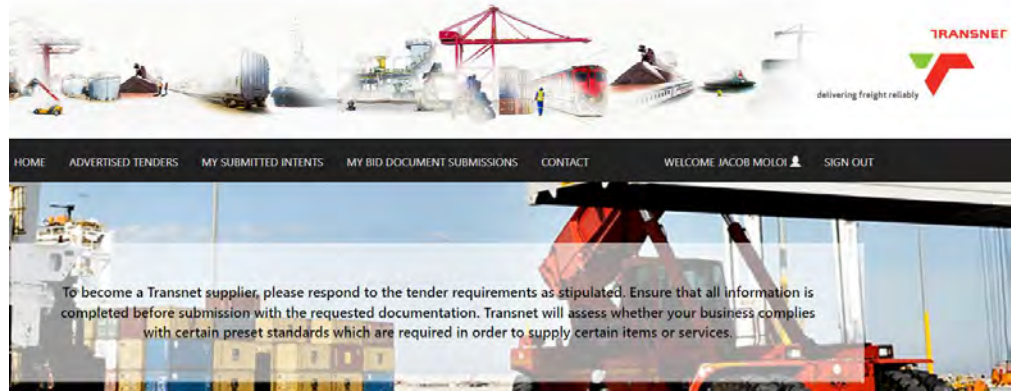 TRANSNET
delivering freight reliably
HOME ADVERTISED TENDERS MY SUBMITTED INTENTS MY BID DOCUMENT SUBMISSIONS CONTACT WELCOME JACOB MOLOI SIGN OUT
To become a Transnet supplier, please respond to the tender requirements as stipulated. Ensure that all information is
completed before submission with the requested documentation. Transnet will assess whether your business complies
with certain preset standards which are required in order to supply certain items or services.